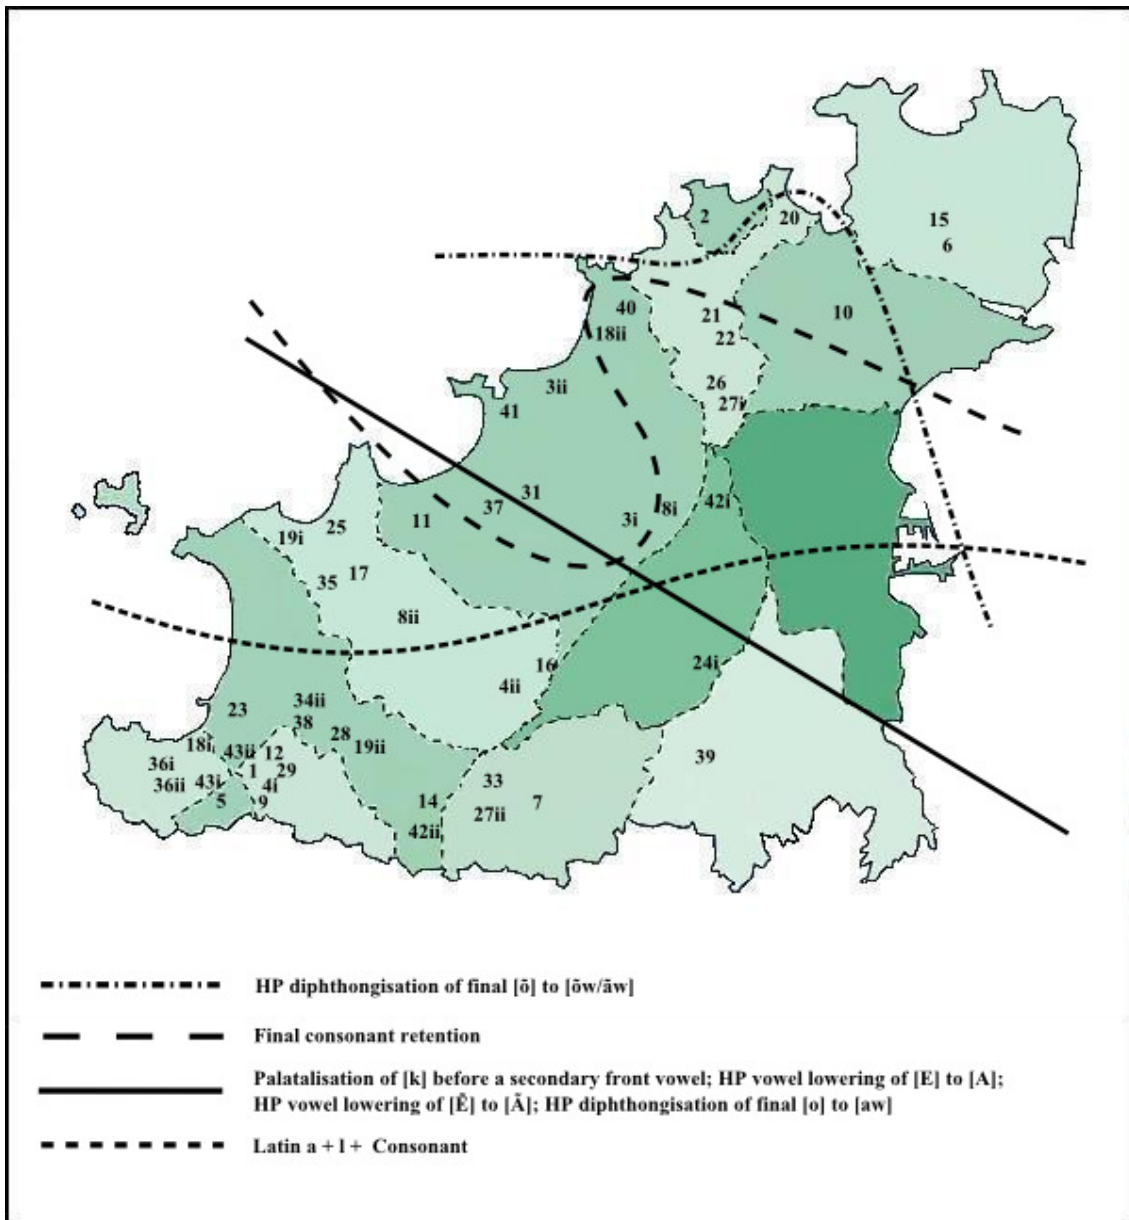 2
20
15
6
40
21
10
18ii
22
3ii
26
41
27i
31
42i
37
8i
11
3i
25
19i
17
35
8ii
16
24i
4ii
34ii
23
38
28
18i
43ii
12
19ii
39
36i
1
29
33
36ii
43i
4i
5
9
14
7
27ii
42ii
HP diphthongisation of final [õ] to [õw/ãw]
Final consonant retention
Palatalisation of [k] before a secondary front vowel; HP vowel lowering of [E] to [A];
HP vowel lowering of [Ẽ] to [Ã]; HP diphthongisation of final [o] to [aw]
Latin a + l + Consonant